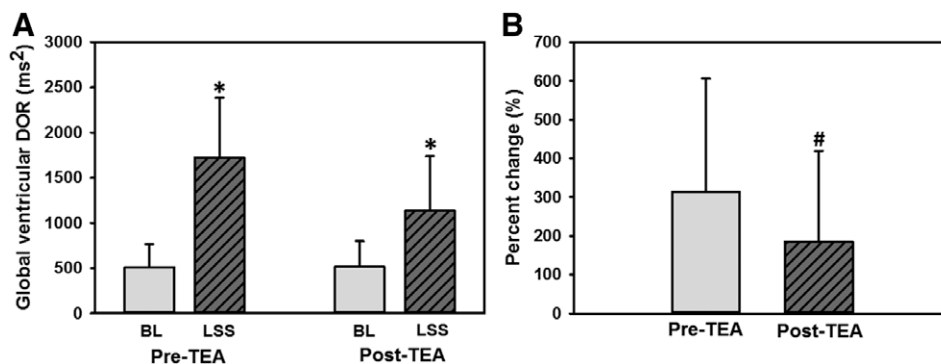 A
Global ventricular DOR (ms²)
3000
2500
2000
1500
1000
500
0
*
*
BL LSS BL LSS
Pre-TEA Post-TEA
B
Percent change (%)
700
600
500
400
300
200
100
0
#
Pre-TEA Post-TEA